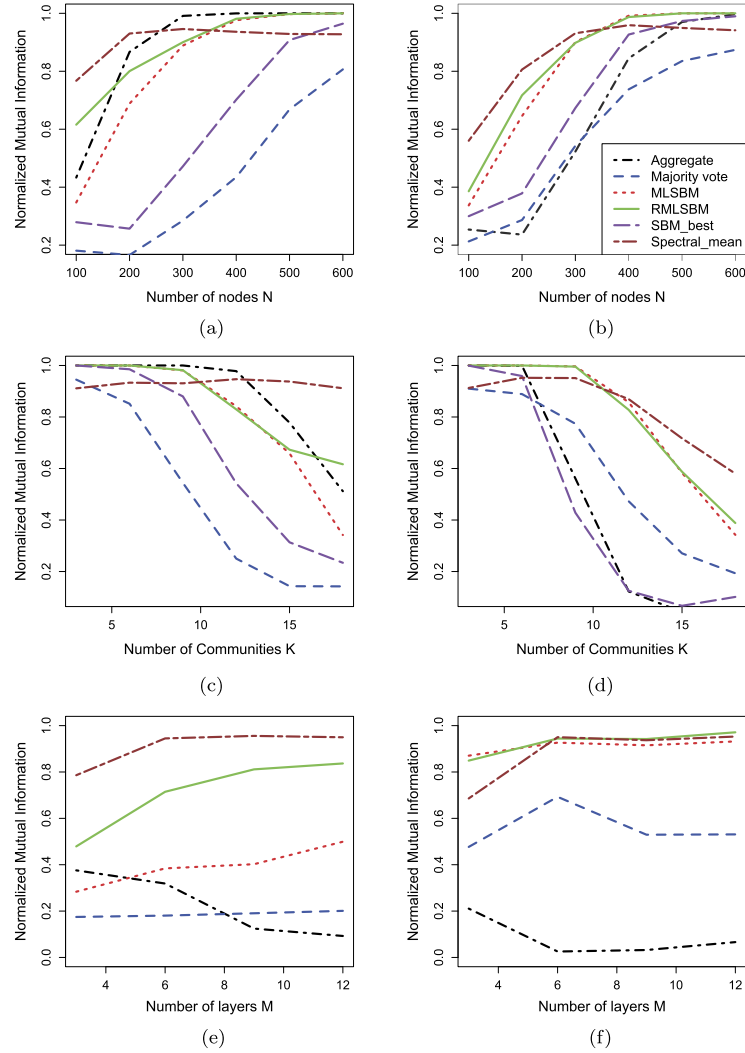 Normalized Mutual Information
1.0
0.8
0.6
0.4
0.2
100 200 300 400 500 600
Number of nodes N
(a)
Normalized Mutual Information
1.0
0.8
0.6
0.4
0.2
Aggregate
Majority vote
MLSBM
RMLSBM
SBM_best
Spectral_mean
100 200 300 400 500 600
Number of nodes N
(b)
Normalized Mutual Information
1.0
0.8
0.6
0.4
0.2
5 10 15
Number of Communities K
(c)
Normalized Mutual Information
1.0
0.8
0.6
0.4
0.2
5 10 15
Number of Communities K
(d)
Normalized Mutual Information
1.0
0.8
0.6
0.4
0.2
0.0
4 6 8 10 12
Number of layers M
(e)
Normalized Mutual Information
1.0
0.8
0.6
0.4
0.2
0.0
4 6 8 10 12
Number of layers M
(f)